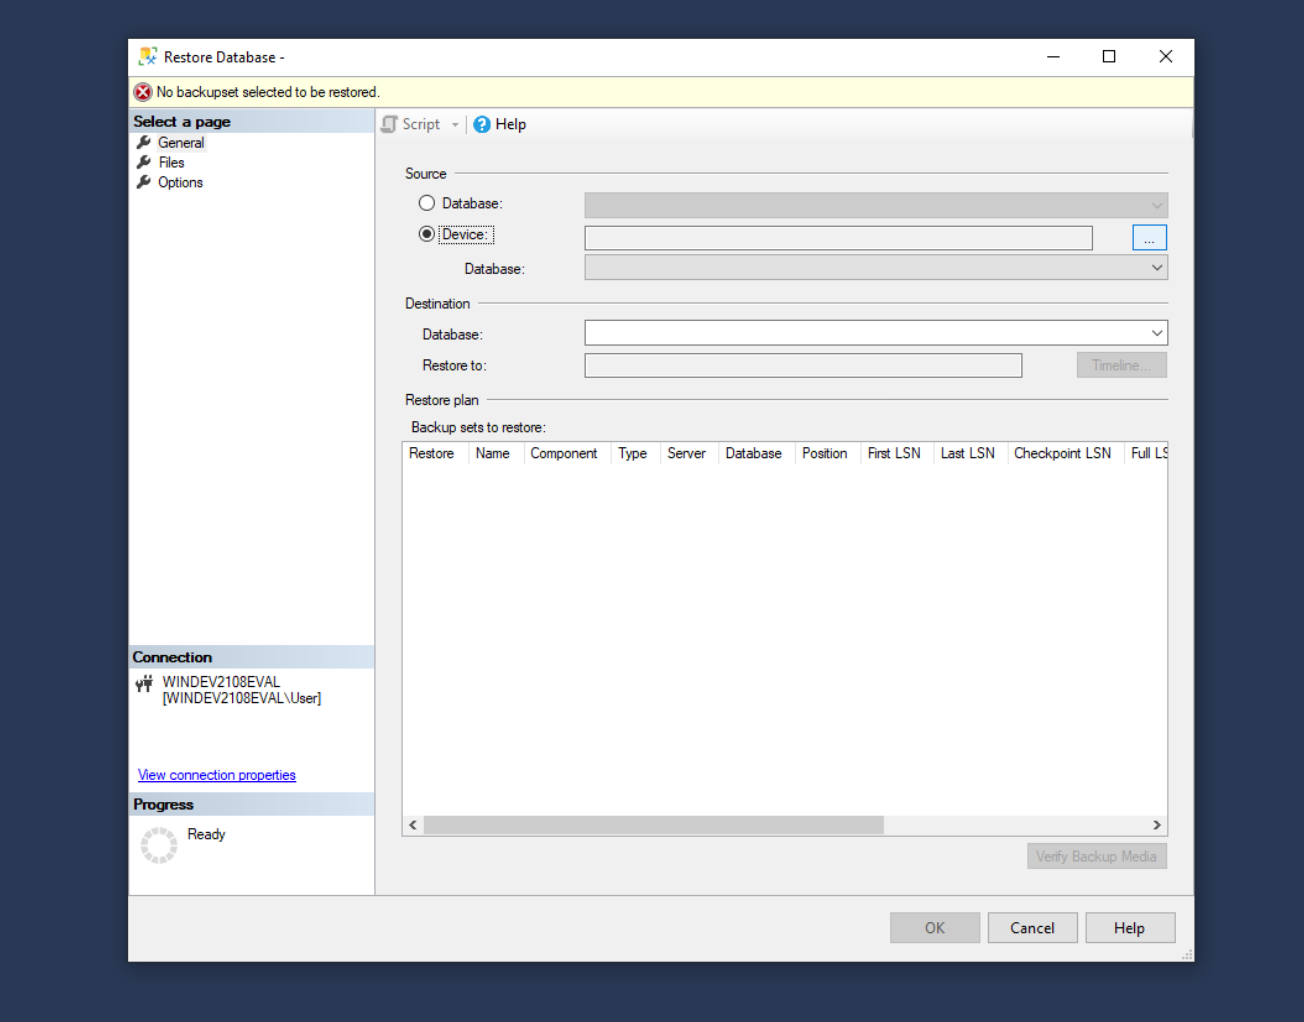 Restore Database -
No backupset selected to be restored.
Select a page
General
Files
Options
Script
Help
Source
Database:
Device:
...
Database:
Destination
Database:
Restore to:
Timeline...
Restore plan
Backup sets to restore:
Restore Name Component Type Server Database Position First LSN Last LSN Checkpoint LSN Full LS
Connection
WINDEV2108EVAL
[WINDEV2108EVAL\User]
View connection properties
Progress
Ready
Verify Backup Media
OK Cancel Help